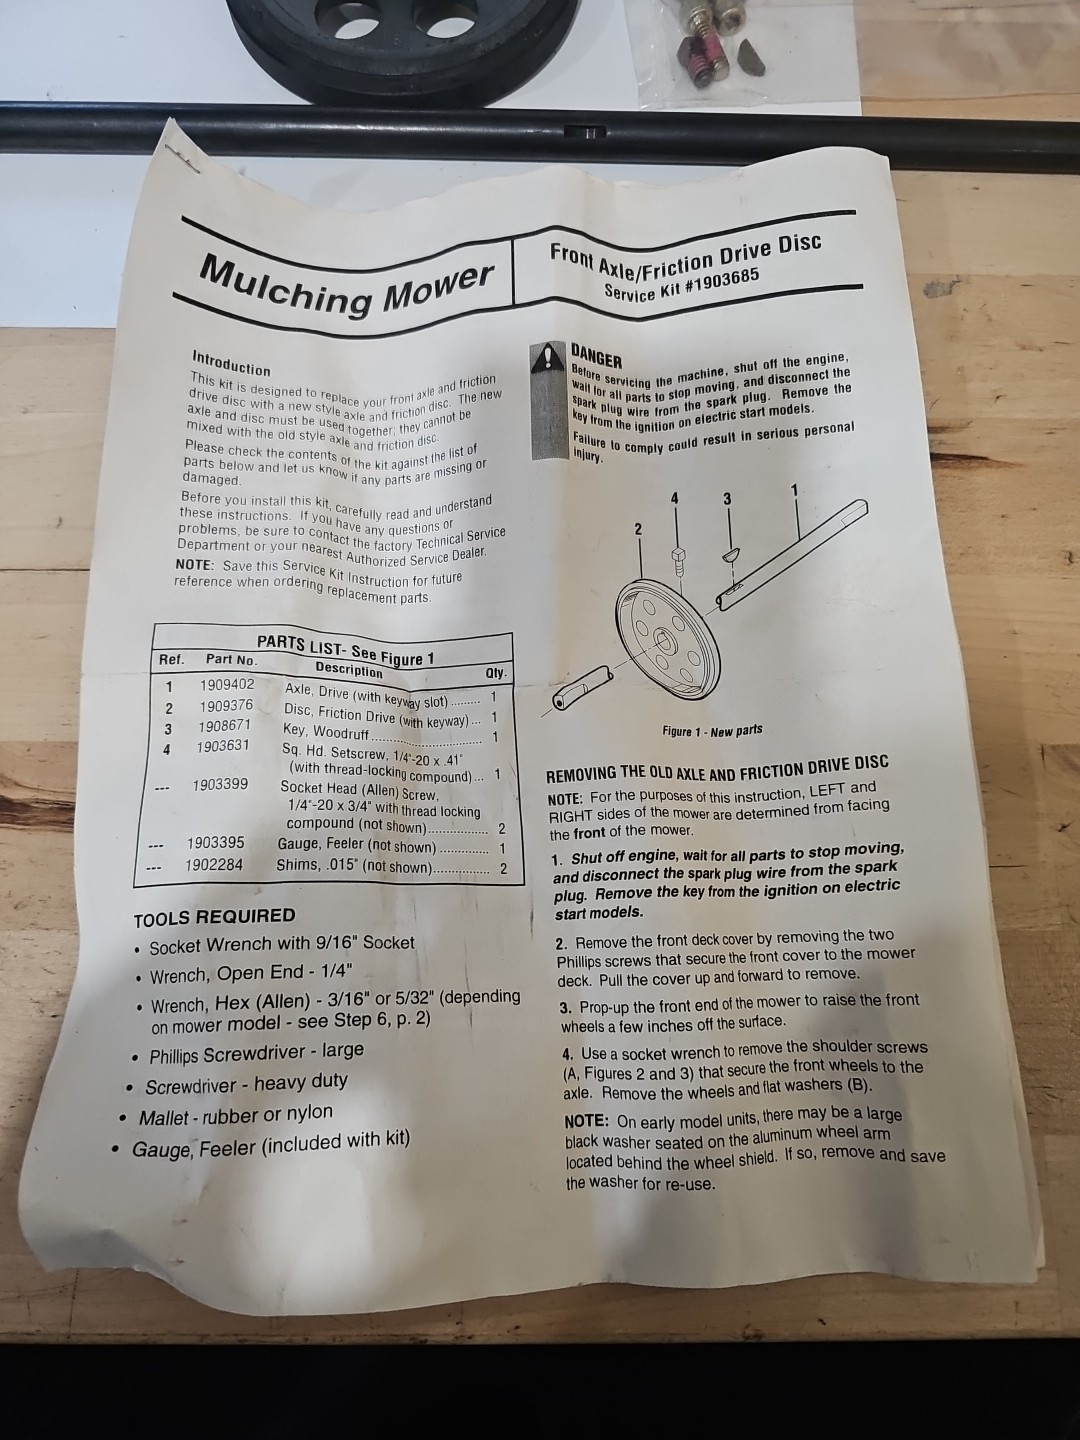 Mulching Mower
Front Axle/Friction Drive Disc
Service Kit #1903685
Introduction
This kit is designed to replace your front axle and friction
drive disc with a new style axle and friction disc. The new
axle and disc must be used together; they cannot be
mixed with the old style axle and friction disc.
Please check the contents of the kit against the list of
parts below and let us know if any parts are missing or
damaged.
Before you install this kit, carefully read and understand
these instructions. If you have any questions or
problems, be sure to contact the factory Technical Service
Department or your nearest Authorized Service Dealer.
NOTE: Save this Service Kit Instruction for future
reference when ordering replacement parts.
PARTS LIST- See Figure 1
Ref. Part No. Description Qty.
1 1909402 Axle, Drive (with keyway slot) ......... 1
2 1909376 Disc, Friction Drive (with keyway)... 1
3 1908671 Key, Woodruff ............................... 1
4 1903631 Sq. Hd. Setscrew, 1/4"-20 x .41"
(with thread-locking compound)... 1
--- 1903399 Socket Head (Allen) Screw,
1/4"-20 x 3/4" with thread locking
compound (not shown)................. 2
--- 1903395 Gauge, Feeler (not shown) .............. 1
--- 1902284 Shims, .015" (not shown)................ 2
TOOLS REQUIRED
• Socket Wrench with 9/16" Socket
• Wrench, Open End - 1/4"
• Wrench, Hex (Allen) - 3/16" or 5/32" (depending
on mower model - see Step 6, p. 2)
• Phillips Screwdriver - large
• Screwdriver - heavy duty
• Mallet - rubber or nylon
• Gauge, Feeler (included with kit)
DANGER
Before servicing the machine, shut off the engine,
wait for all parts to stop moving, and disconnect the
spark plug wire from the spark plug. Remove the
key from the ignition on electric start models.
Failure to comply could result in serious personal
injury.
1
3
4
2
Figure 1 - New parts
REMOVING THE OLD AXLE AND FRICTION DRIVE DISC
NOTE: For the purposes of this instruction, LEFT and
RIGHT sides of the mower are determined from facing
the front of the mower.
1. Shut off engine, wait for all parts to stop moving,
and disconnect the spark plug wire from the spark
plug. Remove the key from the ignition on electric
start models.
2. Remove the front deck cover by removing the two
Phillips screws that secure the front cover to the mower
deck. Pull the cover up and forward to remove.
3. Prop-up the front end of the mower to raise the front
wheels a few inches off the surface.
4. Use a socket wrench to remove the shoulder screws
(A, Figures 2 and 3) that secure the front wheels to the
axle. Remove the wheels and flat washers (B).
NOTE: On early model units, there may be a large
black washer seated on the aluminum wheel arm
located behind the wheel shield. If so, remove and save
the washer for re-use.